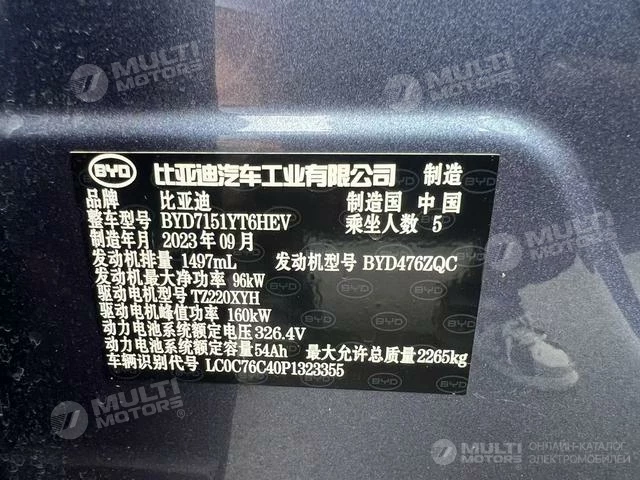 MULTI MOTORS®
MULTI MOTORS®
BYD 比亚迪汽车工业有限公司 制造
品牌 比亚迪 制造国 中国
整车型号 BYD7151YT6HEV 乘坐人数 5
制造年月 2023年09月
发动机排量 1497mL 发动机型号 BYD476ZQC
发动机最大净功率 96kW
驱动电机型号 TZ220XYH
驱动电机峰值功率 160kW
动力电池系统额定电压 326.4V
动力电池系统额定容量 54Ah 最大允许总质量 2265kg
车辆识别代号 LC0C76C40P1323355
MULTI MOTORS®
MULTI MOTORS® ОНЛАЙН-КАТАЛОГ ЭЛЕКТРОМОБИЛЕЙ